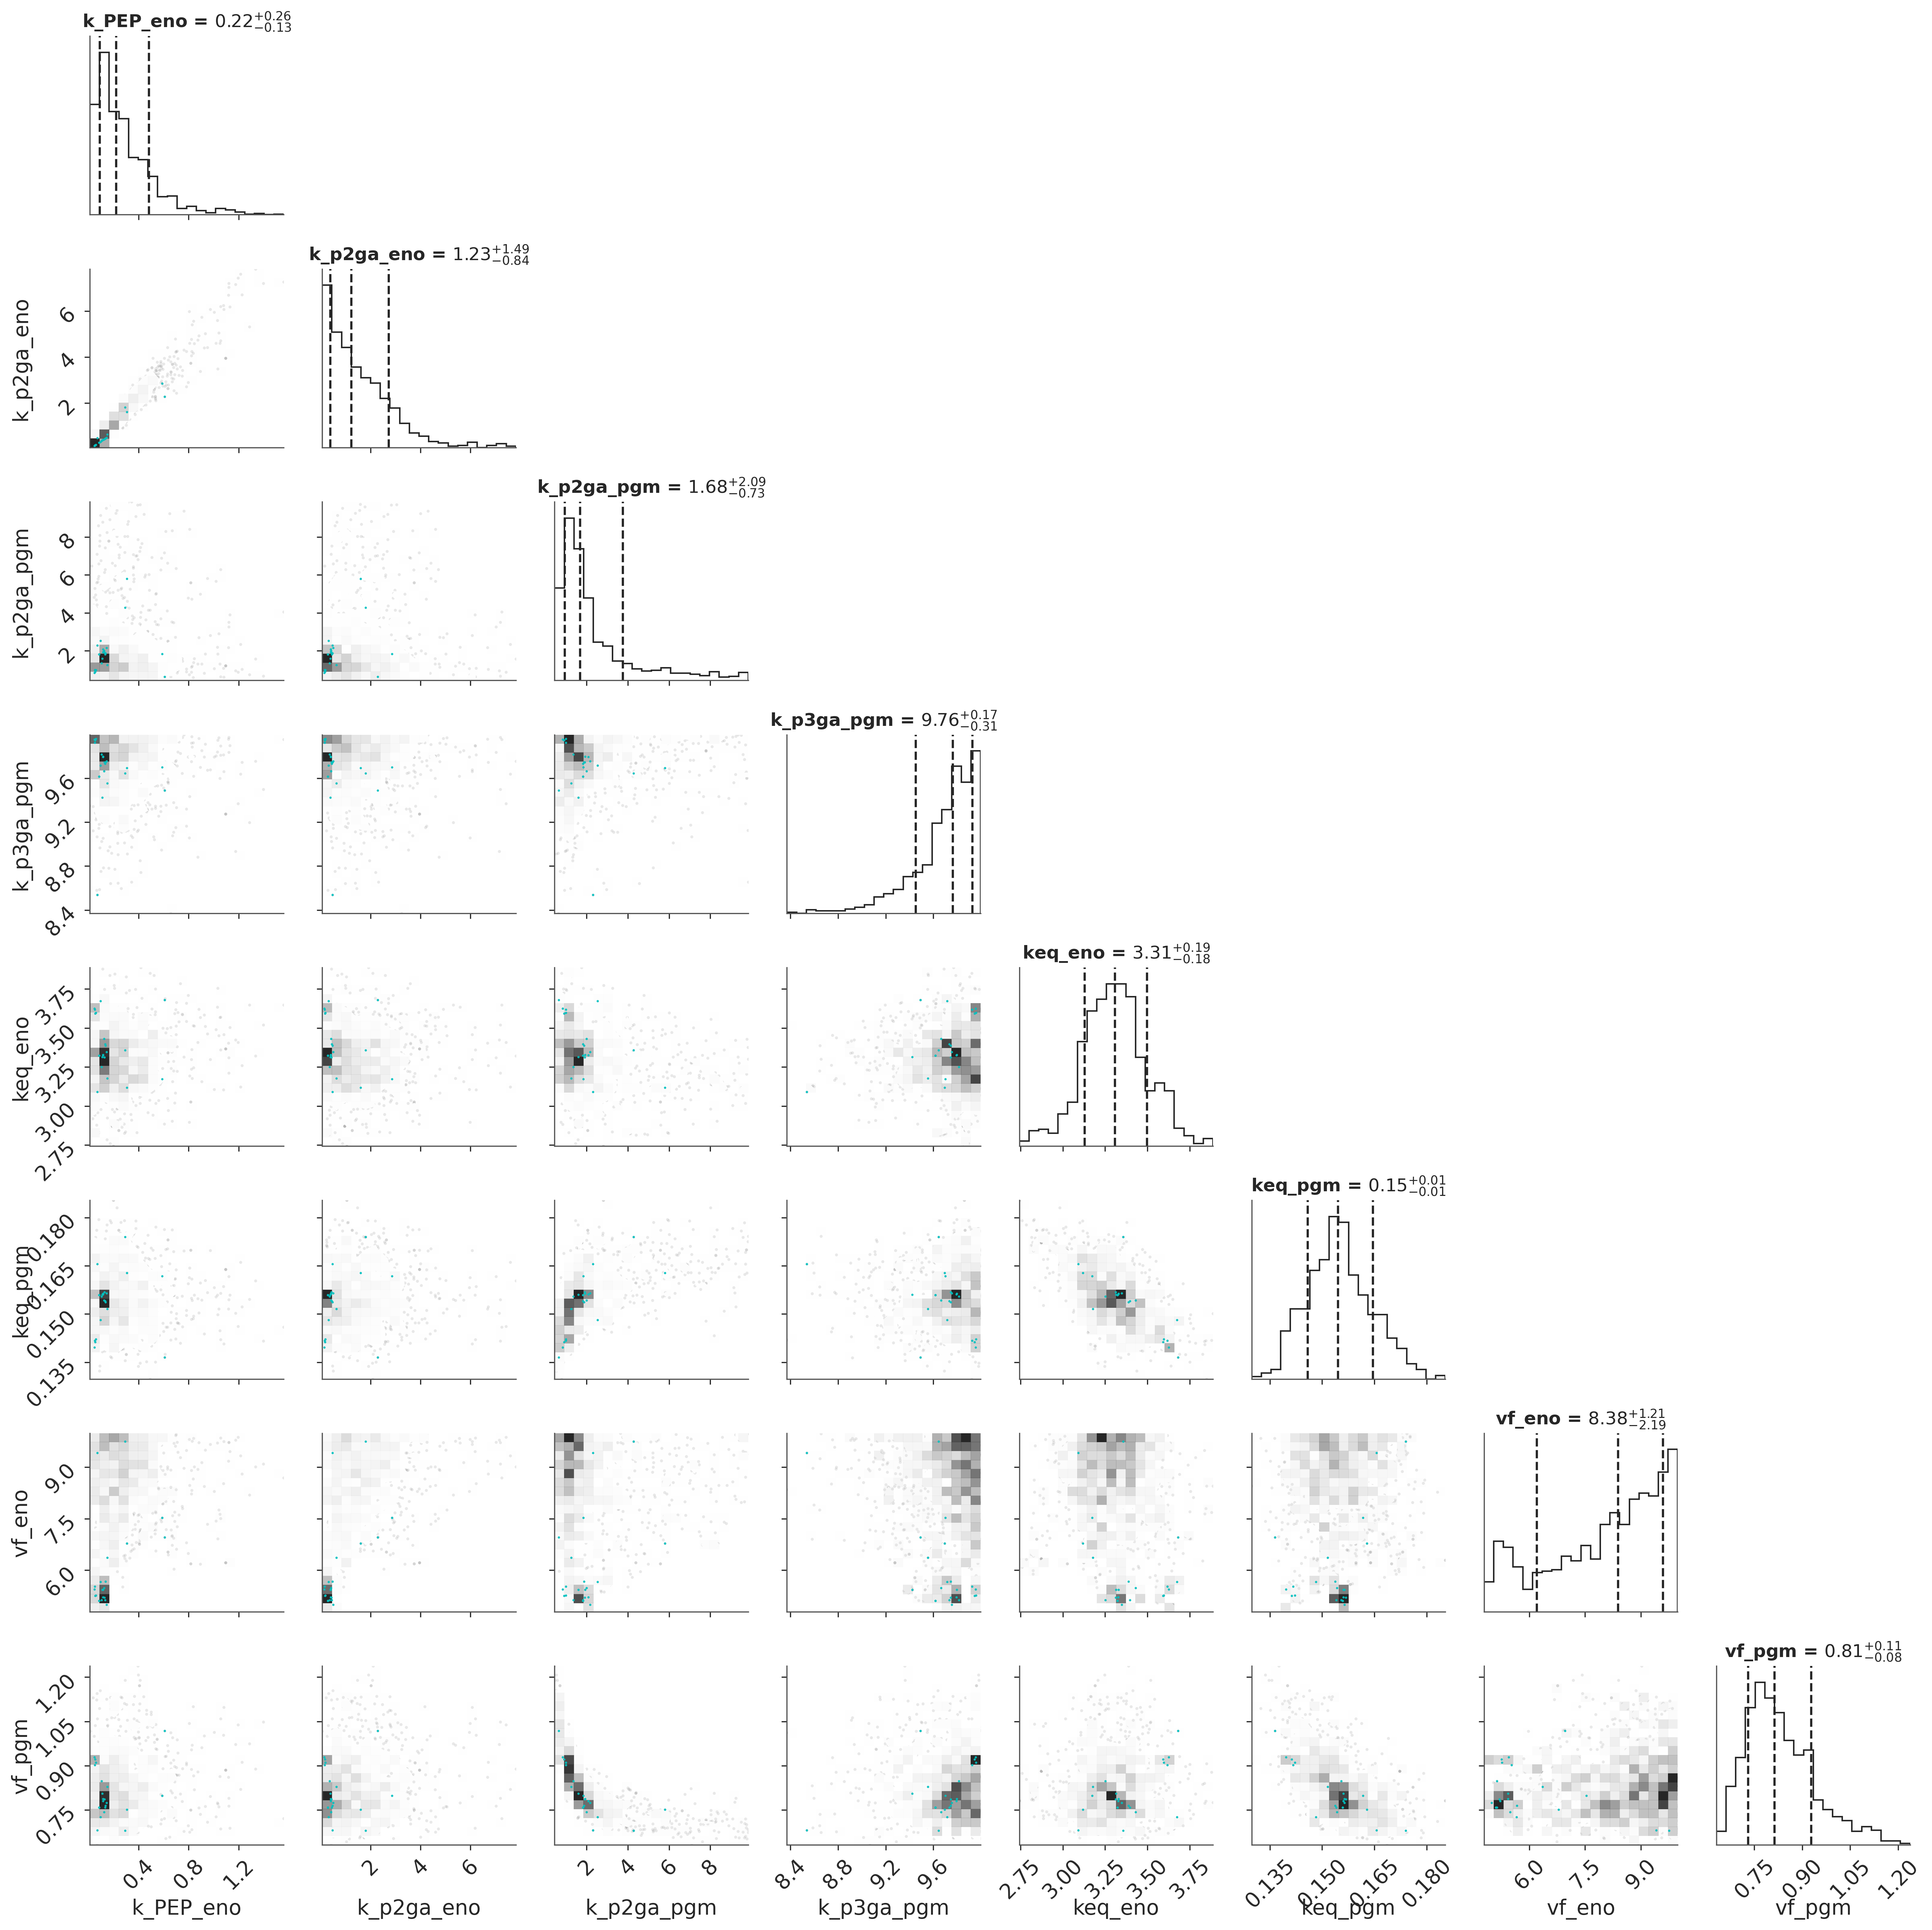 k_PEP_eno = 0.22 +0.26 −0.13
k_p2ga_eno = 1.23 +1.49 −0.84
k_p2ga_eno
6
4
2
k_p2ga_pgm = 1.68 +2.09 −0.73
k_p2ga_pgm
8
6
4
2
k_p3ga_pgm = 9.76 +0.17 −0.31
k_p3ga_pgm
9.6
9.2
8.8
8.4
keq_eno = 3.31 +0.19 −0.18
keq_eno
3.75
3.50
3.25
3.00
2.75
keq_pgm = 0.15 +0.01 −0.01
keq_pgm
0.180
0.165
0.150
0.135
vf_eno = 8.38 +1.21 −2.19
vf_eno
9.0
7.5
6.0
vf_pgm = 0.81 +0.11 −0.08
vf_pgm
1.20
1.05
0.90
0.75
0.4 0.8 1.2
2 4 6
2 4 6 8
8.4 8.8 9.2 9.6
2.75 3.00 3.25 3.50 3.75
0.135 0.150 0.165 0.180
6.0 7.5 9.0
0.75 0.90 1.05 1.20
k_PEP_eno k_p2ga_eno k_p2ga_pgm k_p3ga_pgm keq_eno keq_pgm vf_eno vf_pgm